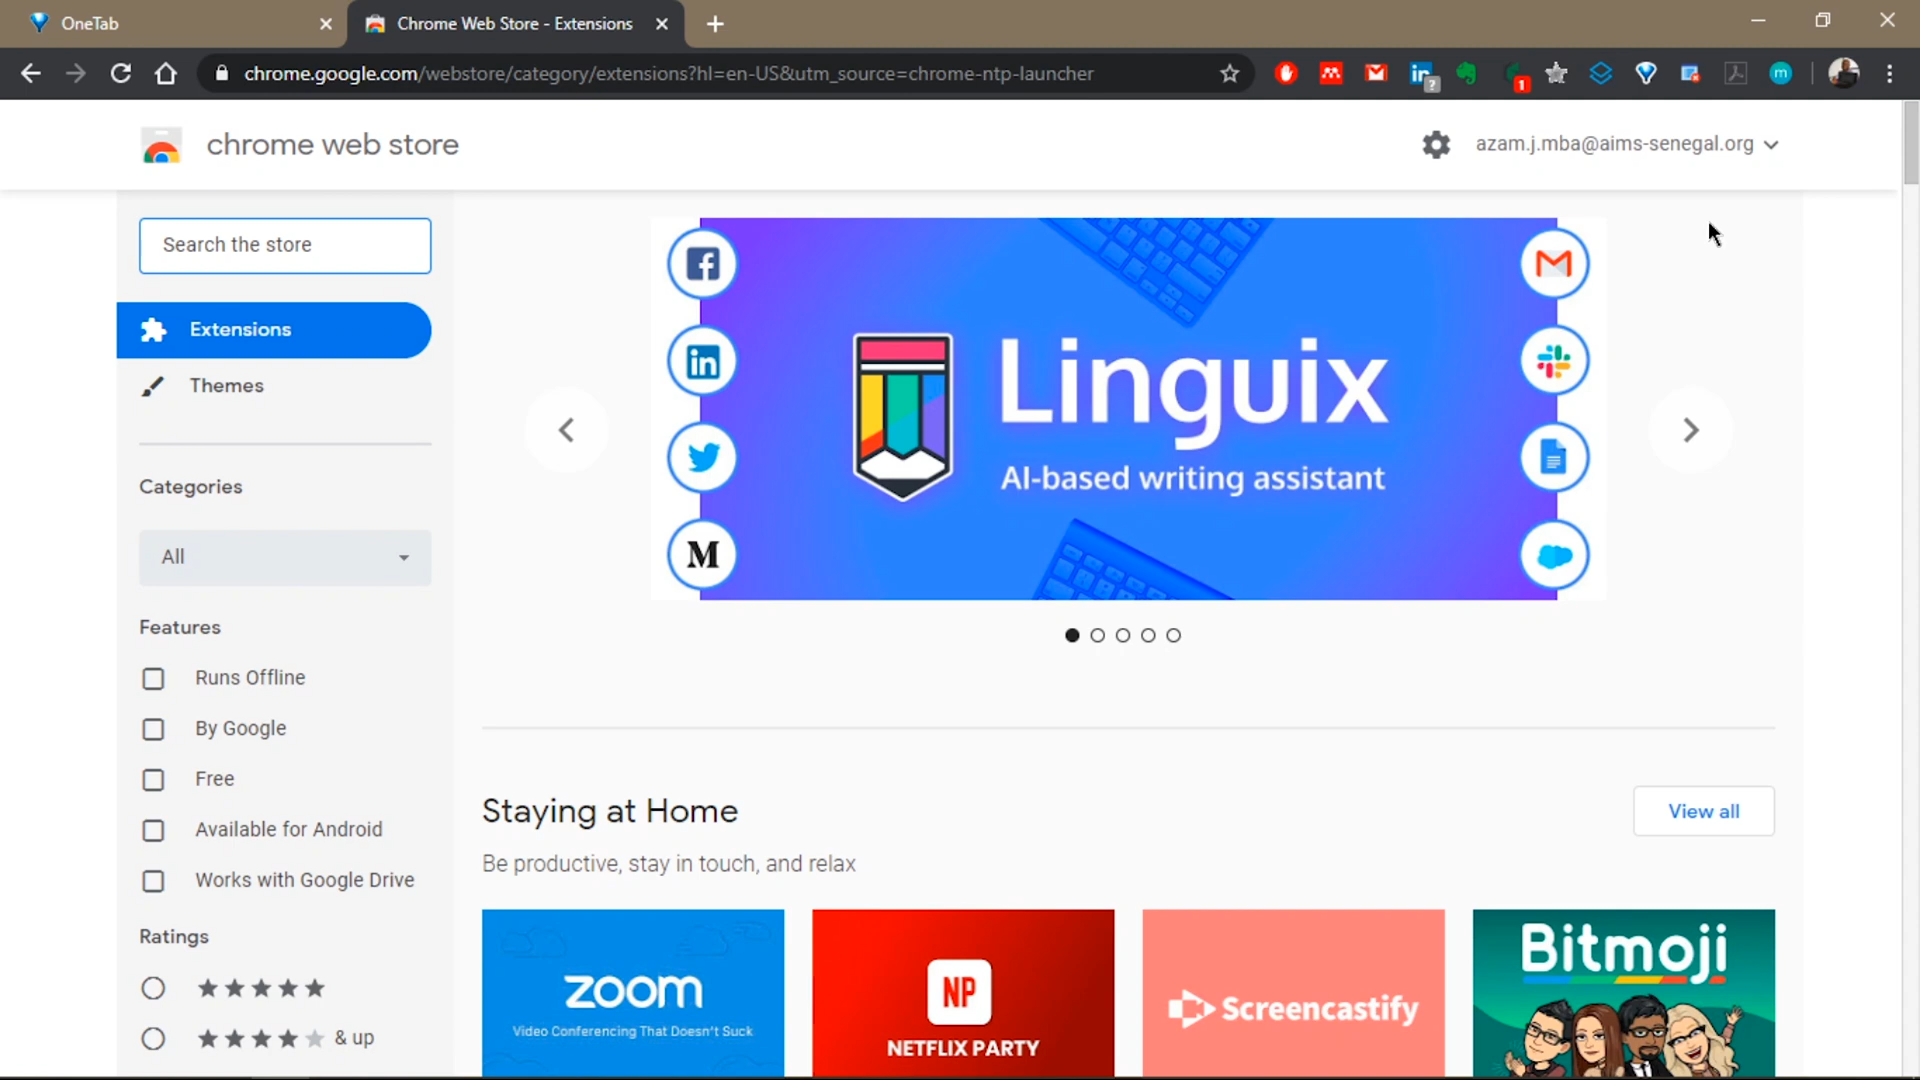 OneTab
Chrome Web Store - Extensions
chrome.google.com/webstore/category/extensions?hl=en-US&utm_source=chrome-ntp-launcher
?
1
m
chrome web store
azam.j.mba@aims-senegal.org
Search the store
Extensions
Themes
Categories
All
Features
Runs Offline
By Google
Free
Available for Android
Works with Google Drive
Ratings
& up
f
in
M
Linguix
AI-based writing assistant
Staying at Home
View all
Be productive, stay in touch, and relax
zoom
Video Conferencing That Doesn't Suck
NP
NETFLIX PARTY
Screencastify
Bitmoji